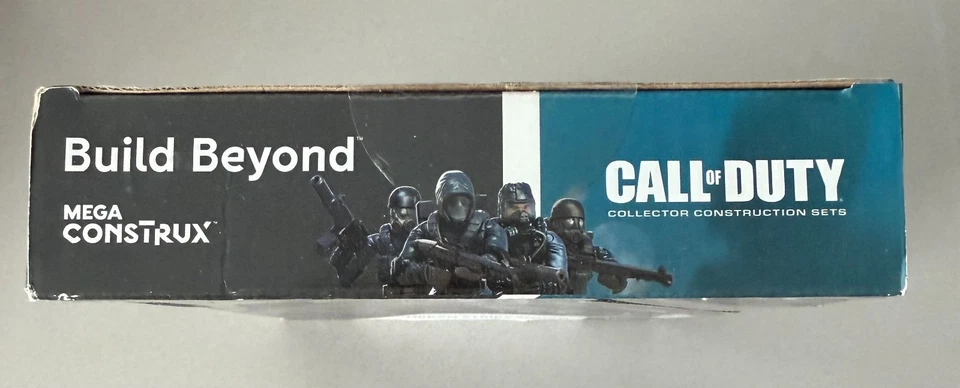 Build Beyond™
MEGA
CONSTRUX™
CALL OF DUTY
COLLECTOR CONSTRUCTION SETS